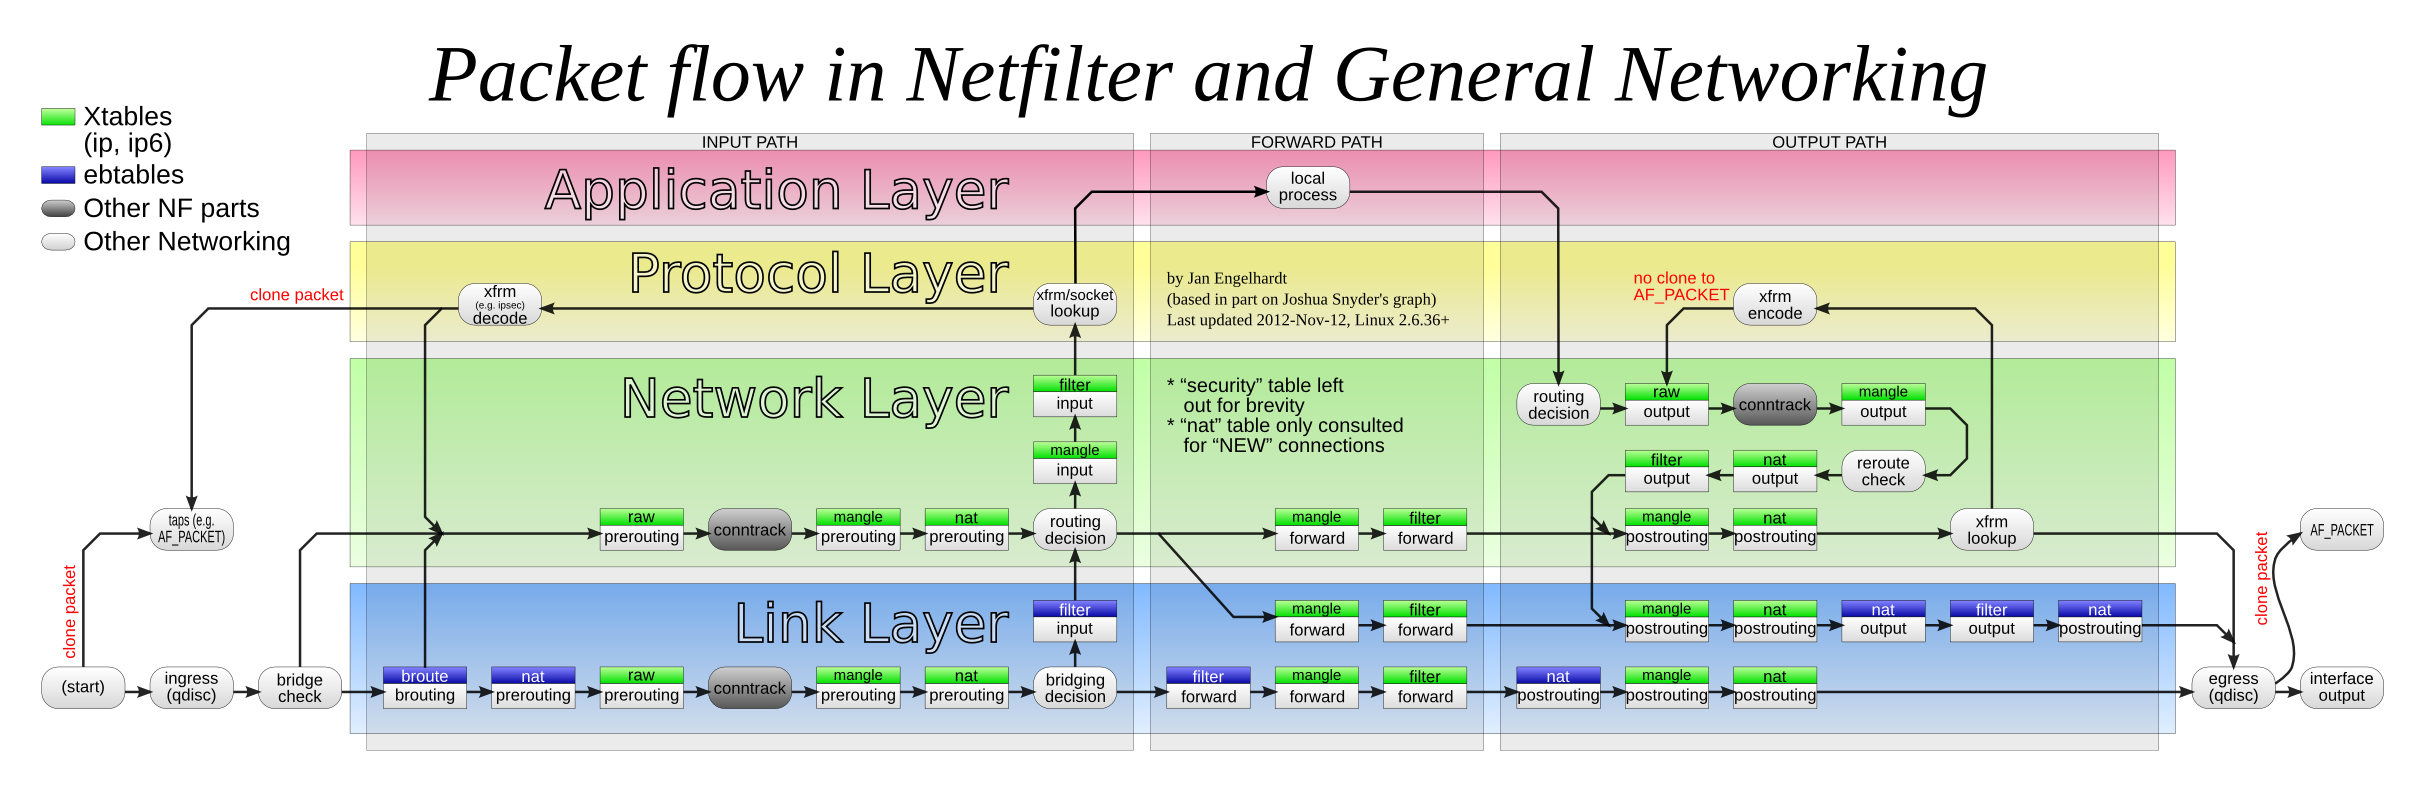 Packet flow in Netfilter and General Networking
Xtables
(ip, ip6)
ebtables
Other NF parts
Other Networking
INPUT PATH
FORWARD PATH
OUTPUT PATH
Application Layer
local
process
Protocol Layer
clone packet
xfrm
(e.g. ipsec)
decode
xfrm/socket
lookup
by Jan Engelhardt
(based in part on Joshua Snyder's graph)
Last updated 2012-Nov-12, Linux 2.6.36+
no clone to
AF_PACKET
xfrm
encode
Network Layer
filter
input
mangle
input
* “security” table left
out for brevity
* “nat” table only consulted
for “NEW” connections
routing
decision
raw
output
conntrack
mangle
output
filter
output
nat
output
reroute
check
taps (e.g.
AF_PACKET)
raw
prerouting
conntrack
mangle
prerouting
nat
prerouting
routing
decision
mangle
forward
filter
forward
mangle
postrouting
nat
postrouting
xfrm
lookup
clone packet
AF_PACKET
clone packet
Link Layer
filter
input
mangle
forward
filter
forward
mangle
postrouting
nat
postrouting
nat
output
filter
output
nat
postrouting
(start)
ingress
(qdisc)
bridge
check
broute
brouting
nat
prerouting
raw
prerouting
conntrack
mangle
prerouting
nat
prerouting
bridging
decision
filter
forward
mangle
forward
filter
forward
nat
postrouting
mangle
postrouting
nat
postrouting
egress
(qdisc)
interface
output